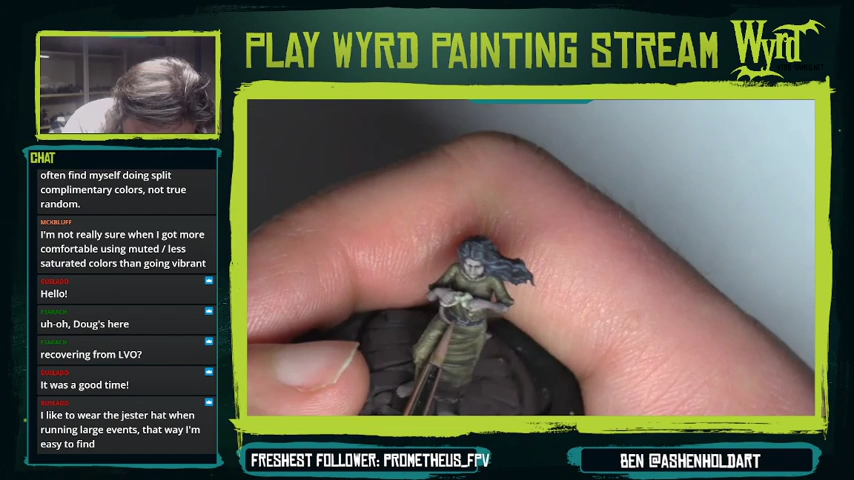 PLAY WYRD PAINTING STREAM
Wyrd
CHAT
often find myself doing split
complimentary colors, not true
random.
MCKBLUFF
I'm not really sure when I got more
comfortable using muted / less
saturated colors than going vibrant
Hello!
uh-oh, Doug's here
recovering from LVO?
It was a good time!
I like to wear the jester hat when
running large events, that way I'm
easy to find
FRESHEST FOLLOWER: PROMETHEUS_FPV
BEN @ASHENHOLDART